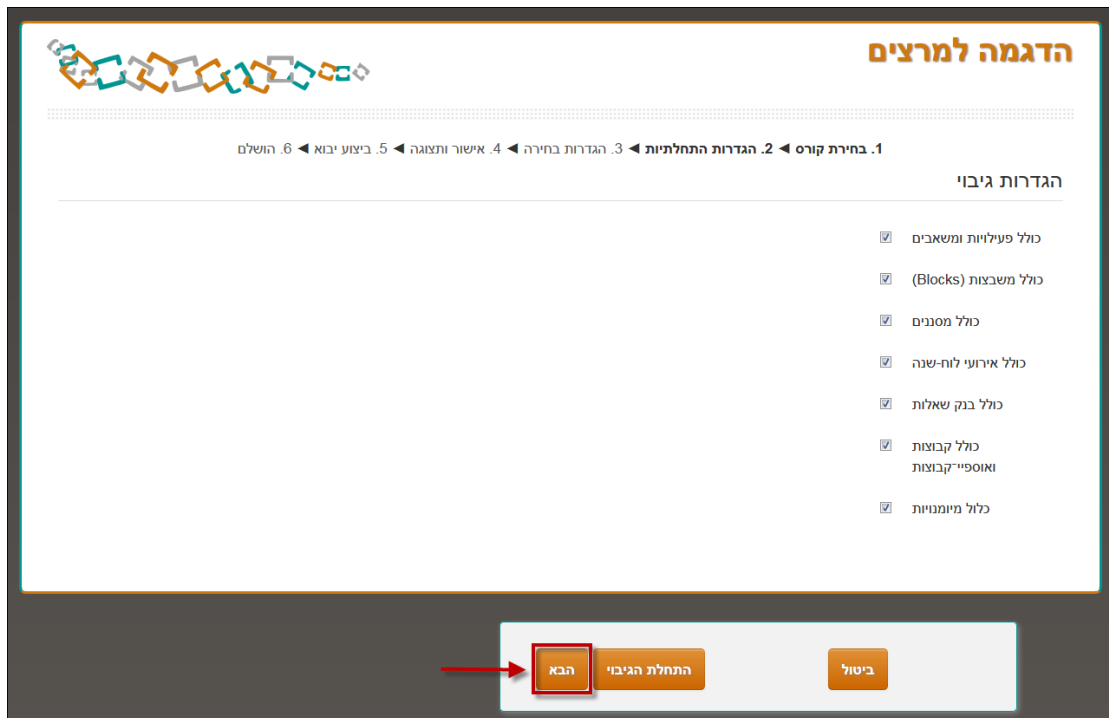 הדגמה למרצים
1. בחירת קורס ◄ 2. הגדרות התחלתיות ◄ 3. הגדרות בחירה ◄ 4. אישור ותצוגה ◄ 5. ביצוע יבוא ◄ 6. הושלם
הגדרות גיבוי
כולל פעילויות ומשאבים
כולל משבצות (Blocks)
כולל מסננים
כולל אירועי לוח-שנה
כולל בנק שאלות
כולל קבוצות
ואוספיי־קבוצות
כלול מיומנויות
ביטול התחלת הגיבוי הבא